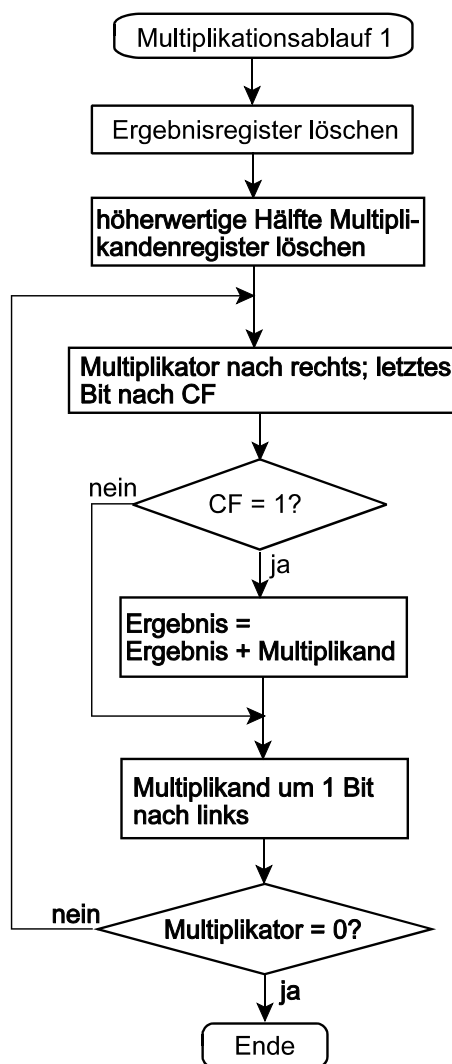 Multiplikationsablauf 1
Ergebnisregister löschen
höherwertige Hälfte Multipli-
kandenregister löschen
Multiplikator nach rechts; letztes
Bit nach CF
nein
CF = 1?
ja
Ergebnis =
Ergebnis + Multiplikand
Multiplikand um 1 Bit
nach links
nein
Multiplikator = 0?
ja
Ende